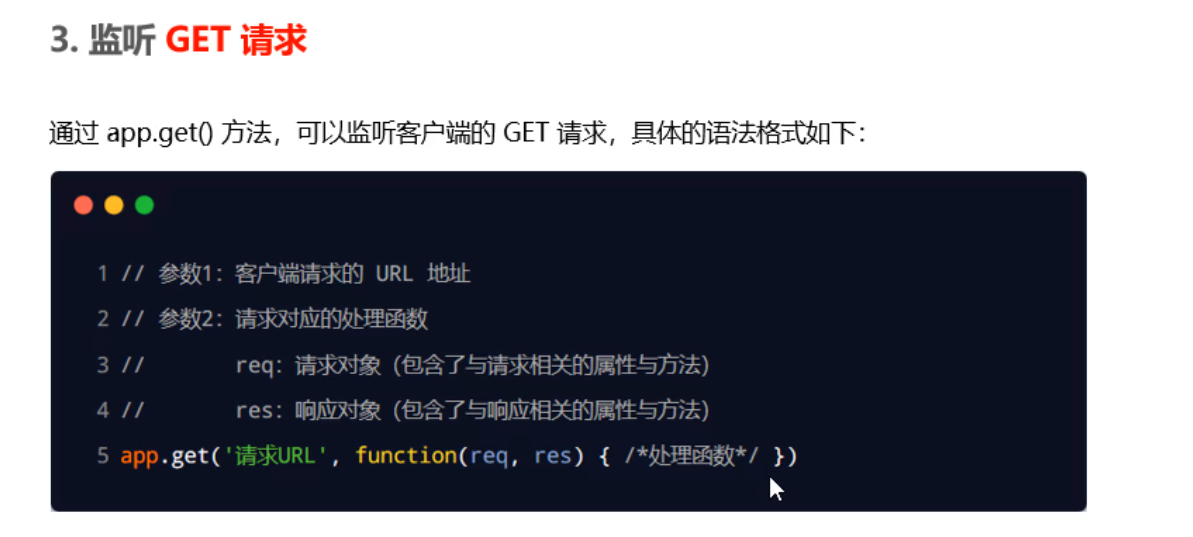 3. 监听 GET 请求
通过 app.get() 方法，可以监听客户端的 GET 请求，具体的语法格式如下：
1 // 参数1：客户端请求的 URL 地址
2 // 参数2：请求对应的处理函数
3 //       req：请求对象（包含了与请求相关的属性与方法）
4 //       res：响应对象（包含了与响应相关的属性与方法）
5 app.get('请求URL', function(req, res) { /*处理函数*/ })